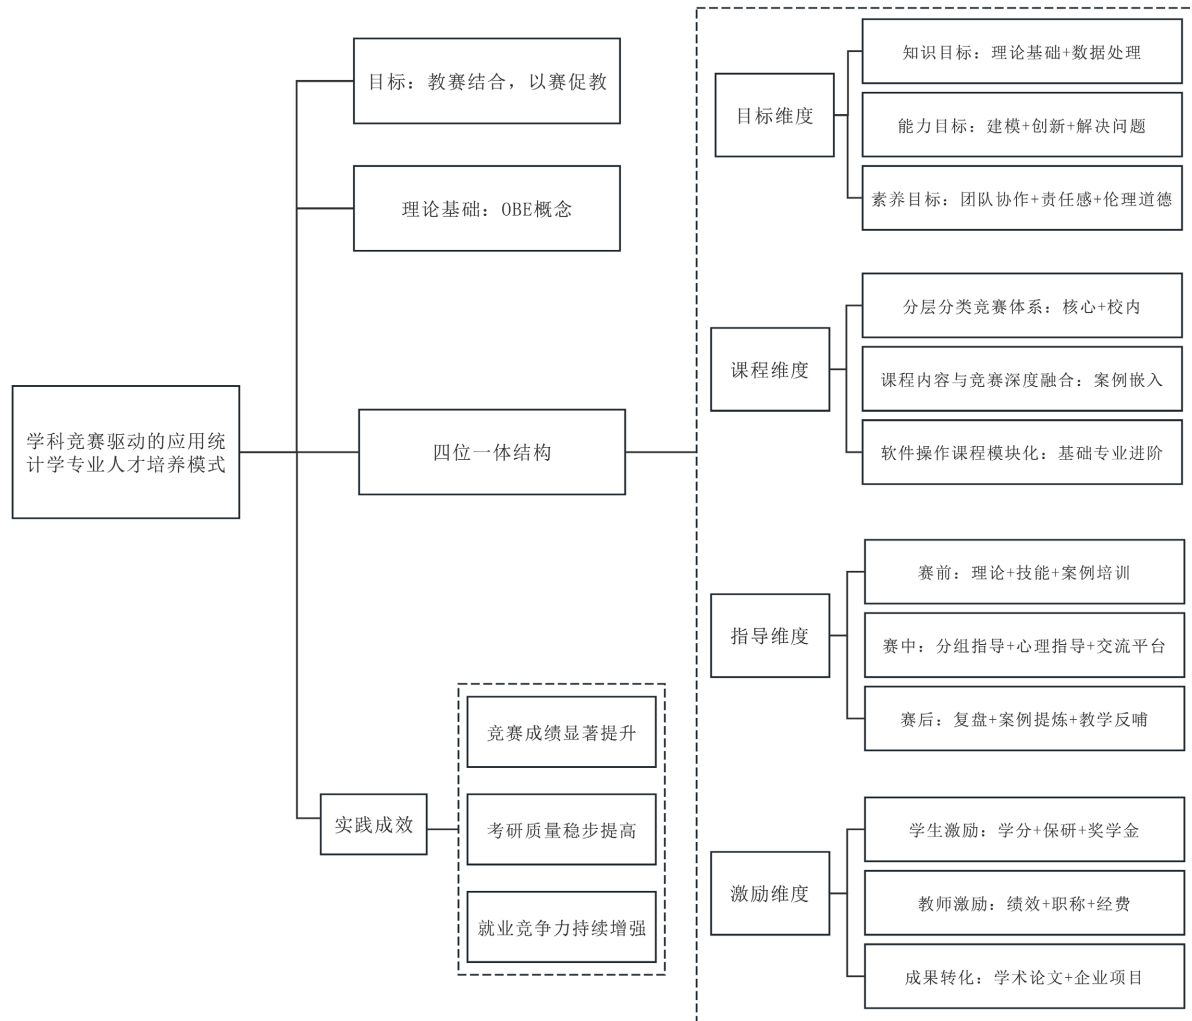 学科竞赛驱动的应用统
计学专业人才培养模式
目标：教赛结合，以赛促教
理论基础：OBE概念
四位一体结构
实践成效
竞赛成绩显著提升
考研质量稳步提高
就业竞争力持续增强
目标维度
知识目标：理论基础+数据处理
能力目标：建模+创新+解决问题
素养目标：团队协作+责任感+伦理道德
课程维度
分层分类竞赛体系：核心+校内
课程内容与竞赛深度融合：案例嵌入
软件操作课程模块化：基础专业进阶
指导维度
赛前：理论+技能+案例培训
赛中：分组指导+心理指导+交流平台
赛后：复盘+案例提炼+教学反哺
激励维度
学生激励：学分+保研+奖学金
教师激励：绩效+职称+经费
成果转化：学术论文+企业项目